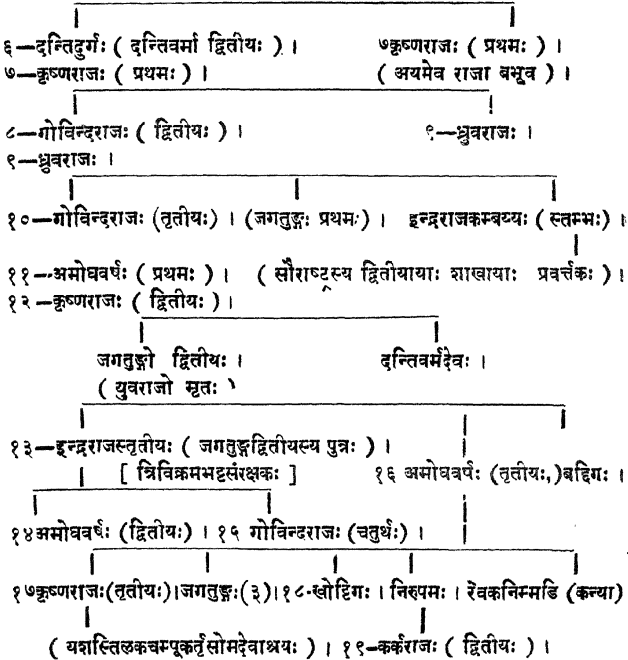 ६—दन्तिदुर्गः ( दन्तिवर्मा द्वितीयः ) । ७कृष्णराजः ( प्रथमः ) ।
७—कृष्णराजः ( प्रथमः ) । ( अयमेव राजा बभूव ) ।
८—गोविन्दराजः ( द्वितीयः ) । ९—ध्रुवराजः ।
९—ध्रुवराजः ।
१०—गोविन्दराजः (तृतीयः) । (जगतुङ्गः प्रथमः) । इन्द्रराजकम्बय्यः ( स्तम्भः ) ।
११—अमोघवर्षः ( प्रथमः ) । ( सौराष्ट्रस्य द्वितीयायाः शाखायाः प्रवर्त्तकः ) ।
१२—कृष्णराजः ( द्वितीयः ) ।
जगतुङ्गो द्वितीयः । दन्तिवर्मदेवः ।
( युवराजो मृतः )
१३—इन्द्रराजस्तृतीयः ( जगतुङ्गद्वितीयस्य पुत्रः ) ।
[ त्रिविक्रमभट्टसंरक्षकः ] १६ अमोघवर्षः (तृतीयः,) बद्दिगः ।
१४अमोघवर्षः (द्वितीयः) । १५ गोविन्दराजः (चतुर्थः) ।
१७कृष्णराजः(तृतीयः)।जगतुङ्गः(३)।१८-खोट्टिगः । निरुपमः । रेवकनिम्मडि (कन्या)
( यशस्तिलकचम्पूकर्तृसोमदेवाश्रयः ) । १९-कर्कराजः ( द्वितीयः ) ।